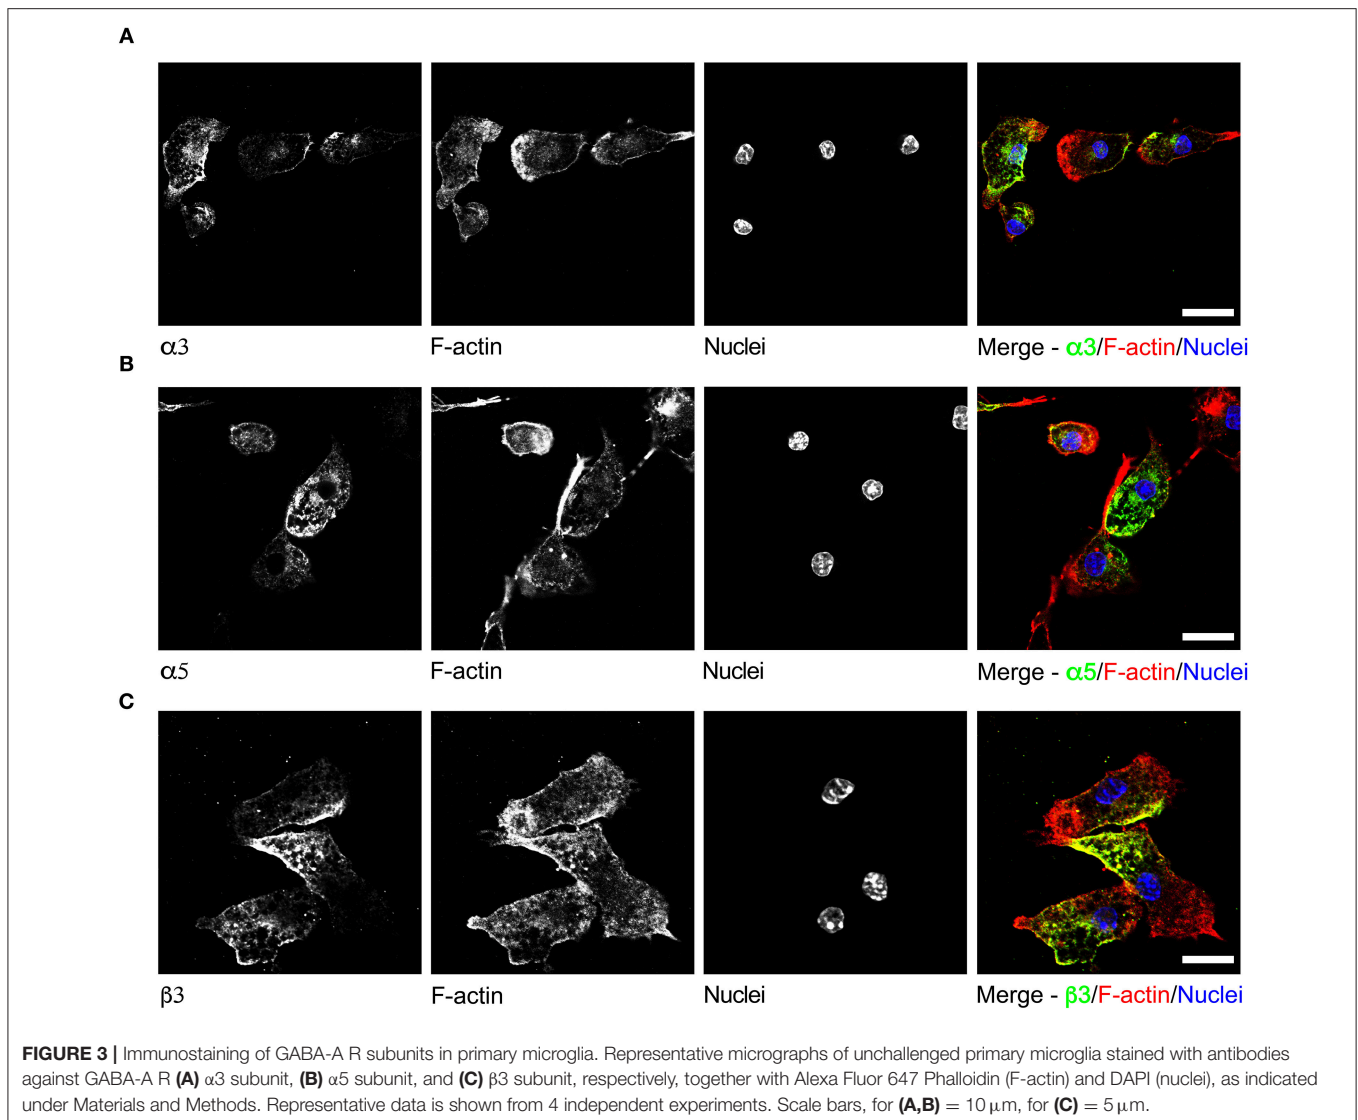 A
α3 F-actin Nuclei Merge - α3/F-actin/Nuclei
B
α5 F-actin Nuclei Merge - α5/F-actin/Nuclei
C
β3 F-actin Nuclei Merge - β3/F-actin/Nuclei
FIGURE 3 | Immunostaining of GABA-A R subunits in primary microglia. Representative micrographs of unchallenged primary microglia stained with antibodies
against GABA-A R (A) α3 subunit, (B) α5 subunit, and (C) β3 subunit, respectively, together with Alexa Fluor 647 Phalloidin (F-actin) and DAPI (nuclei), as indicated
under Materials and Methods. Representative data is shown from 4 independent experiments. Scale bars, for (A,B) = 10 μm, for (C) = 5 μm.